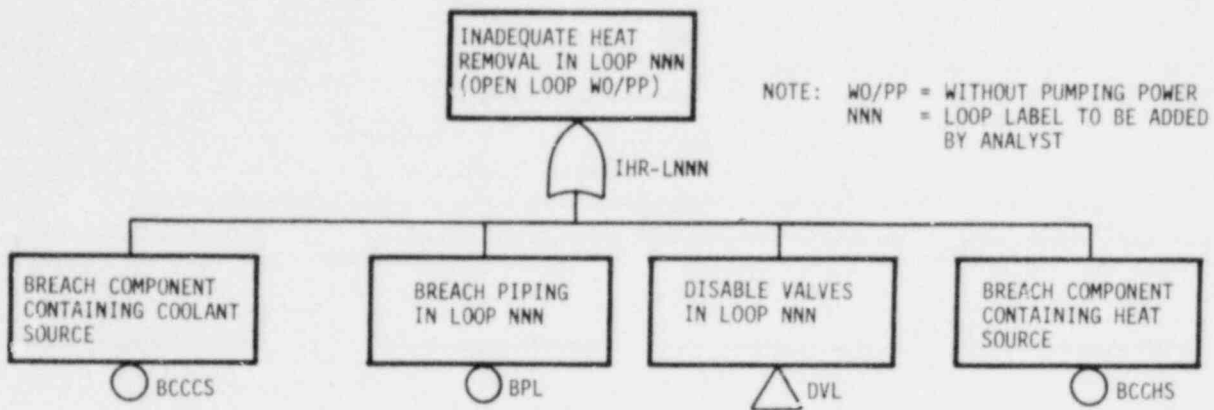 INADEQUATE HEAT
REMOVAL IN LOOP NNN
(OPEN LOOP WO/PP)
NOTE: WO/PP = WITHOUT PUMPING POWER
NNN = LOOP LABEL TO BE ADDED
BY ANALYST
IHR-LNNN
BREACH COMPONENT
CONTAINING COOLANT
SOURCE
BCCCS
BREACH PIPING
IN LOOP NNN
BPL
DISABLE VALVES
IN LOOP NNN
DVL
BREACH COMPONENT
CONTAINING HEAT
SOURCE
BCCHS